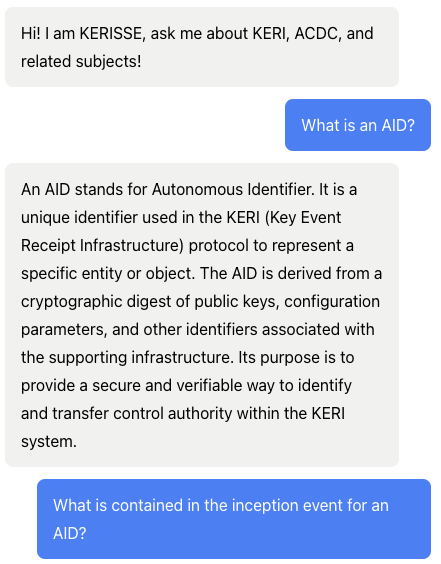 Hi! I am KERISSE, ask me about KERI, ACDC, and
related subjects!
What is an AID?
An AID stands for Autonomous Identifier. It is a
unique identifier used in the KERI (Key Event
Receipt Infrastructure) protocol to represent a
specific entity or object. The AID is derived from a
cryptographic digest of public keys, configuration
parameters, and other identifiers associated with
the supporting infrastructure. Its purpose is to
provide a secure and verifiable way to identify
and transfer control authority within the KERI
system.
What is contained in the inception event for an
AID?